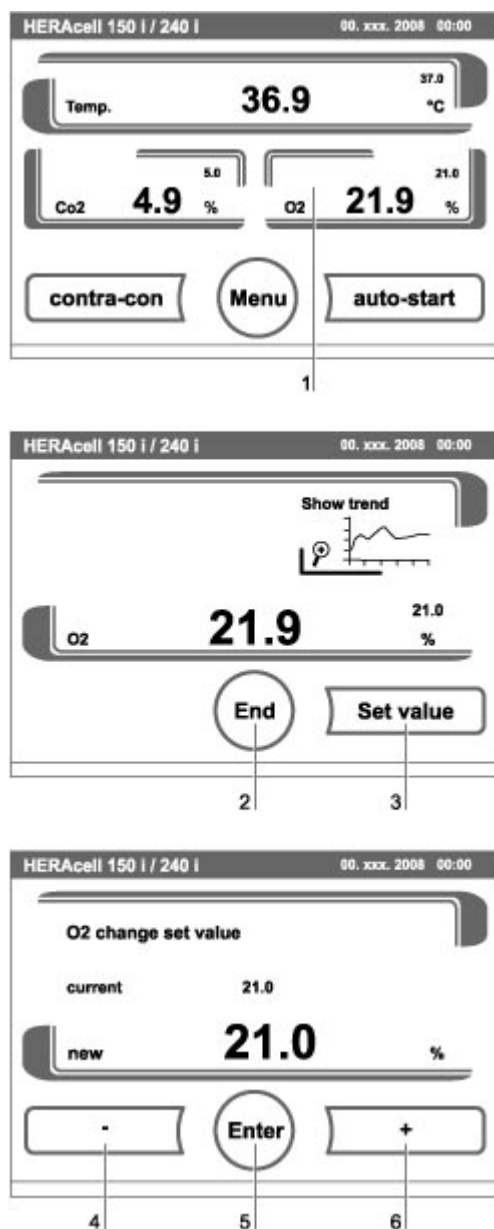 HERAcell 150 i / 240 i 00. xxx. 2008 00:00
37.0
Temp. 36.9 °C
5.0 21.0
Co2 4.9 % O2 21.9 %
contra-con Menu auto-start
1
HERAcell 150 i / 240 i 00. xxx. 2008 00:00
Show trend
21.0
O2 21.9 %
End Set value
2 3
HERAcell 150 i / 240 i 00. xxx. 2008 00:00
O2 change set value
current 21.0
new 21.0 %
- Enter +
4 5 6